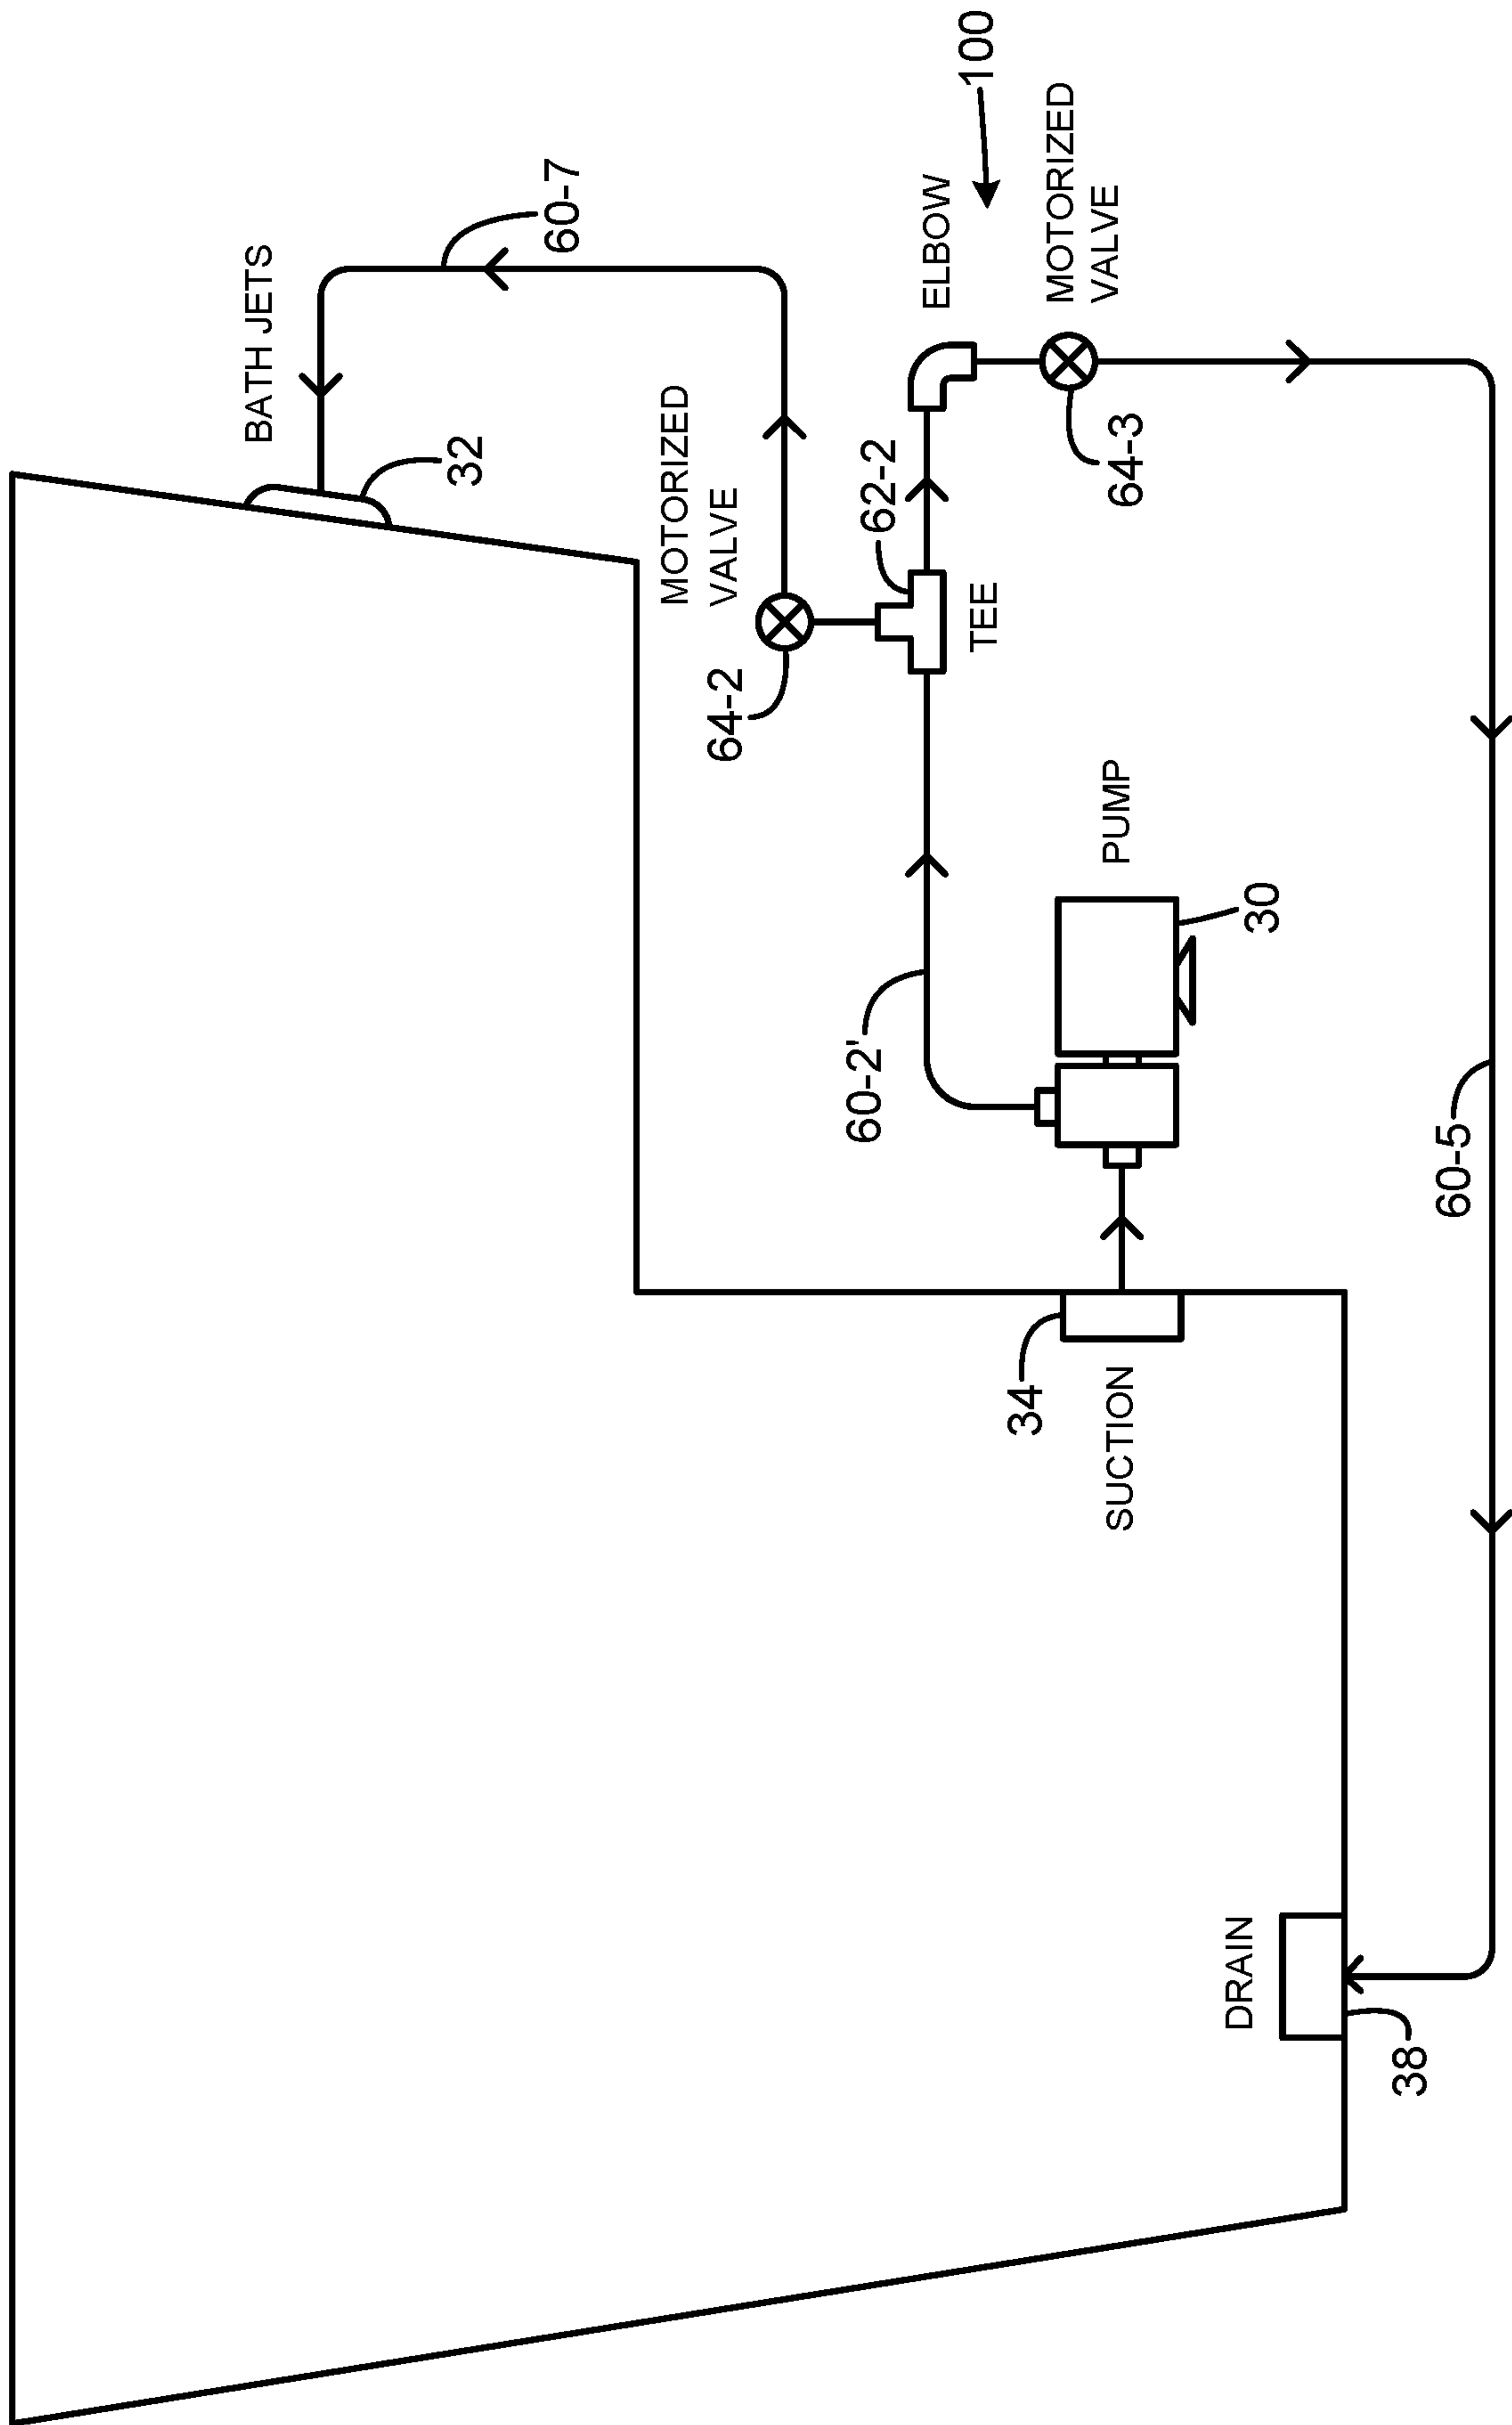 BATH JETS
60-7
32
MOTORIZED
VALVE
64-2
62-2
TEE
ELBOW
100
MOTORIZED
VALVE
64-3
60-2'
PUMP
30
34
SUCTION
60-5
DRAIN
38